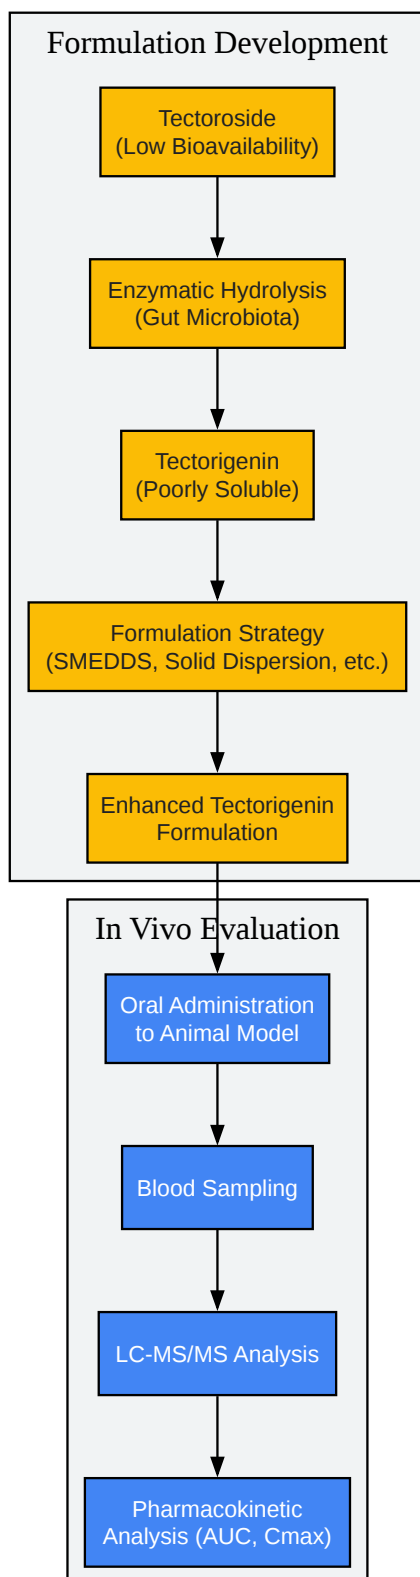 Formulation Development
Tectoroside
(Low Bioavailability)
Enzymatic Hydrolysis
(Gut Microbiota)
Tectorigenin
(Poorly Soluble)
Formulation Strategy
(SMEDDS, Solid Dispersion, etc.)
Enhanced Tectorigenin
Formulation
In Vivo Evaluation
Oral Administration
to Animal Model
Blood Sampling
LC-MS/MS Analysis
Pharmacokinetic
Analysis (AUC, Cmax)